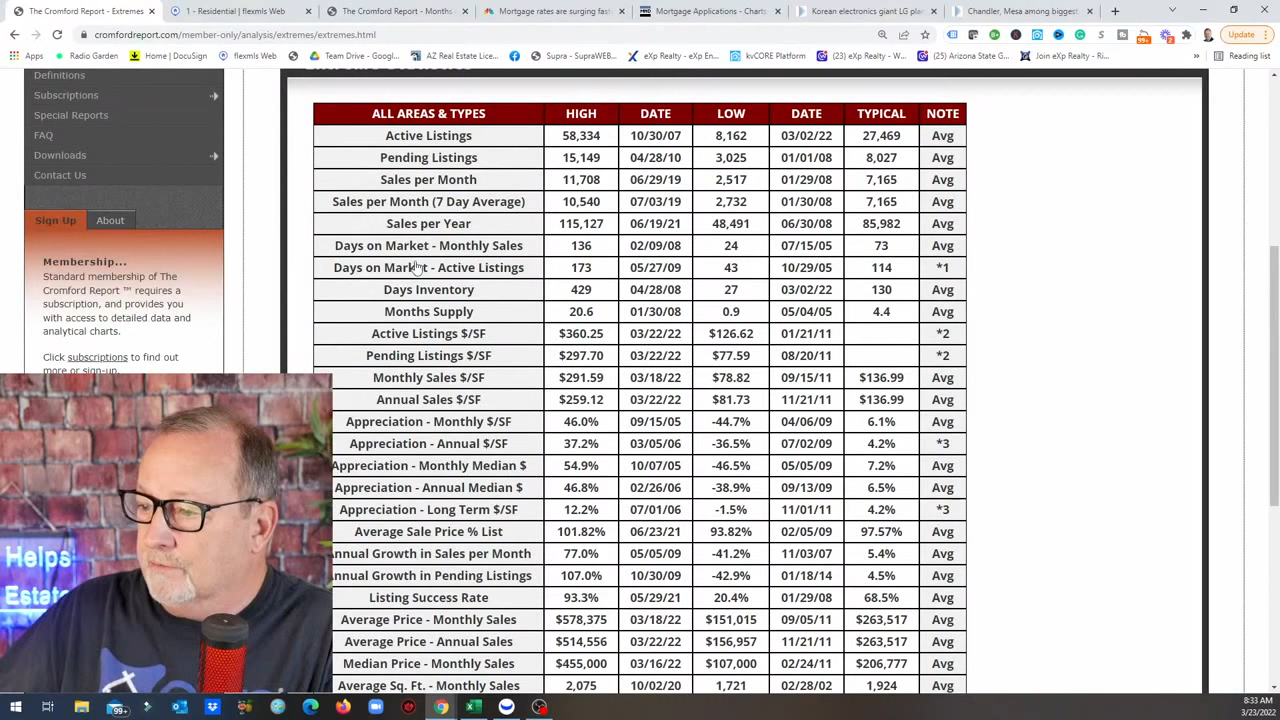 The Cromford Report - Extremes
1 - Residential | flexmls Web
The Cromford Report - Months
Mortgage rates are surging fast
Mortgage Applications - Charts
Korean electronics giant LG plan
Chandler, Mesa among biggest
cromfordreport.com/member-only/analysis/extremes/extremes.html
99+
2
Update
Apps
Radio Garden
Home | DocuSign
flexmls Web
Team Drive - Google...
AZ Real Estate Lice...
Supra - SupraWEB...
eXp Realty - eXp En...
kvCORE Platform
(23) eXp Realty - W...
(25) Arizona State G...
Join eXp Realty - Ri...
»
Reading list
Definitions
Subscriptions
Special Reports
FAQ
Downloads
Contact Us
Sign Up
About
Membership...
Standard membership of The
Cromford Report ™ requires a
subscription, and provides you
with access to detailed data and
analytical charts.
Click subscriptions to find out
more or sign-up.
ALL AREAS & TYPES HIGH DATE LOW DATE TYPICAL NOTE
Active Listings 58,334 10/30/07 8,162 03/02/22 27,469 Avg
Pending Listings 15,149 04/28/10 3,025 01/01/08 8,027 Avg
Sales per Month 11,708 06/29/19 2,517 01/29/08 7,165 Avg
Sales per Month (7 Day Average) 10,540 07/03/19 2,732 01/30/08 7,165 Avg
Sales per Year 115,127 06/19/21 48,491 06/30/08 85,982 Avg
Days on Market - Monthly Sales 136 02/09/08 24 07/15/05 73 Avg
Days on Market - Active Listings 173 05/27/09 43 10/29/05 114 *1
Days Inventory 429 04/28/08 27 03/02/22 130 Avg
Months Supply 20.6 01/30/08 0.9 05/04/05 4.4 Avg
Active Listings $/SF $360.25 03/22/22 $126.62 01/21/11 *2
Pending Listings $/SF $297.70 03/22/22 $77.59 08/20/11 *2
Monthly Sales $/SF $291.59 03/18/22 $78.82 09/15/11 $136.99 Avg
Annual Sales $/SF $259.12 03/22/22 $81.73 11/21/11 $136.99 Avg
Appreciation - Monthly $/SF 46.0% 09/15/05 -44.7% 04/06/09 6.1% Avg
Appreciation - Annual $/SF 37.2% 03/05/06 -36.5% 07/02/09 4.2% *3
Appreciation - Monthly Median $ 54.9% 10/07/05 -46.5% 05/05/09 7.2% Avg
Appreciation - Annual Median $ 46.8% 02/26/06 -38.9% 09/13/09 6.5% Avg
Appreciation - Long Term $/SF 12.2% 07/01/06 -1.5% 11/01/11 4.2% *3
Average Sale Price % List 101.82% 06/23/21 93.82% 02/05/09 97.57% Avg
nnual Growth in Sales per Month 77.0% 05/05/09 -41.2% 11/03/07 5.4% Avg
nnual Growth in Pending Listings 107.0% 10/30/09 -42.9% 01/18/14 4.5% Avg
Listing Success Rate 93.3% 05/29/21 20.4% 01/29/08 68.5% Avg
Average Price - Monthly Sales $578,375 03/18/22 $151,015 09/05/11 $263,517 Avg
Average Price - Annual Sales $514,556 03/22/22 $156,957 11/21/11 $263,517 Avg
Median Price - Monthly Sales $455,000 03/16/22 $107,000 02/24/11 $206,777 Avg
Average Sq. Ft. - Monthly Sales 2,075 10/02/20 1,721 02/28/02 1,924 Avg
Helps
Estate
99+
8:33 AM
3/23/2022